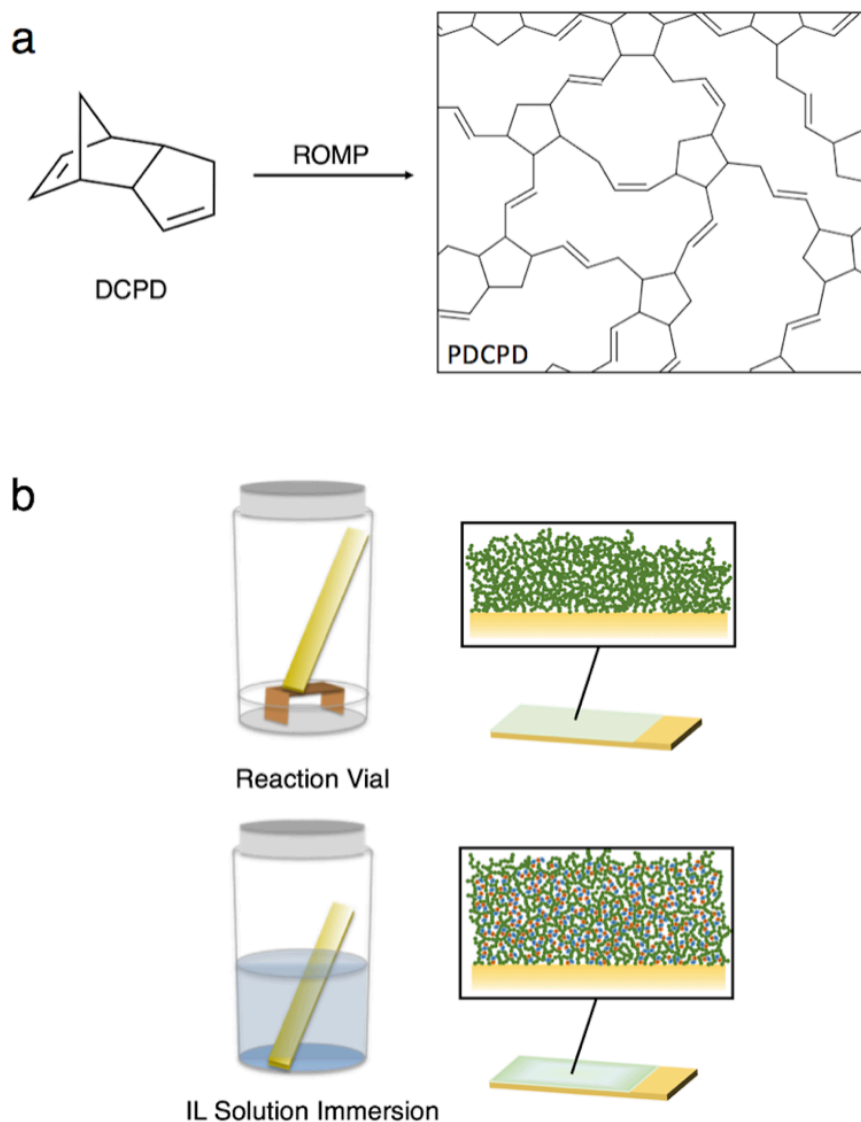 a
ROMP
DCPD
PDCPD
b
Reaction Vial
IL Solution Immersion